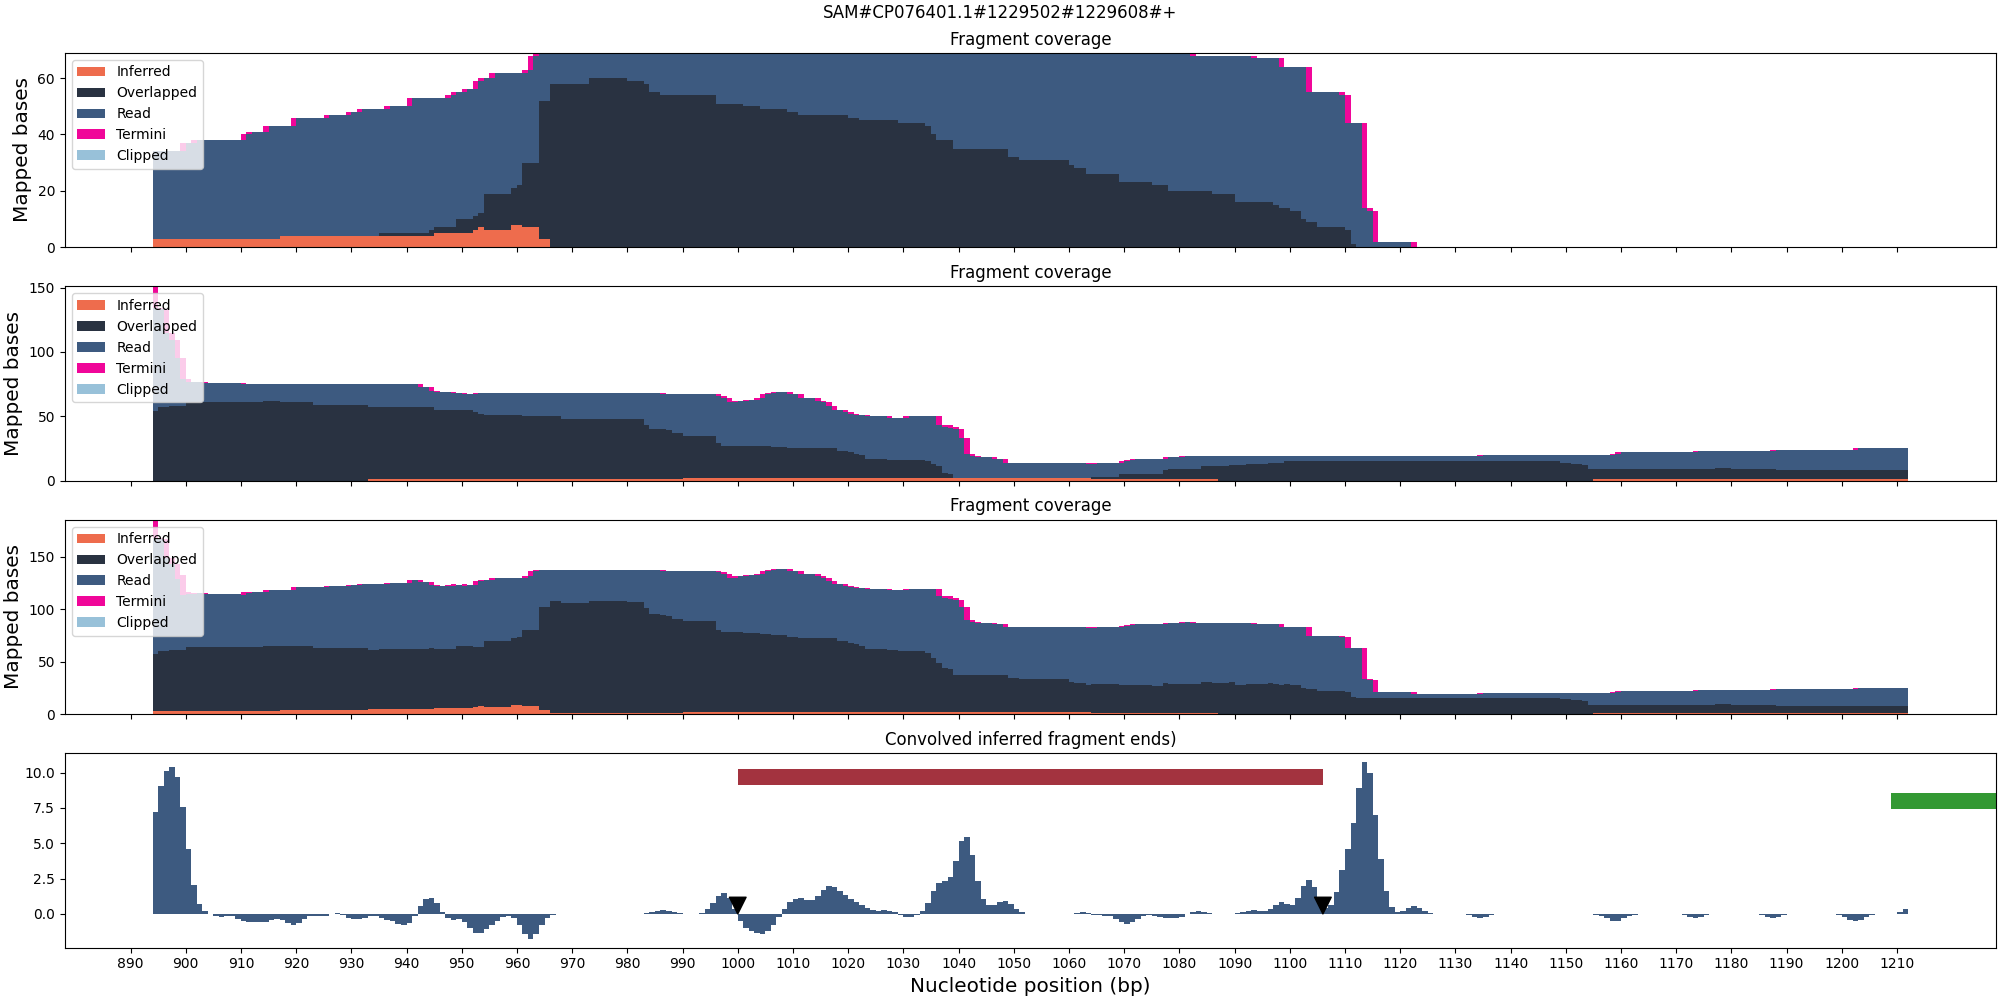 SAM#CP076401.1#1229502#1229608#+
Fragment coverage
Mapped bases
60
40
20
0
Inferred
Overlapped
Read
Termini
Clipped
Fragment coverage
Mapped bases
150
100
50
0
Inferred
Overlapped
Read
Termini
Clipped
Fragment coverage
Mapped bases
150
100
50
0
Inferred
Overlapped
Read
Termini
Clipped
Convolved inferred fragment ends)
10.0
7.5
5.0
2.5
0.0
890 900 910 920 930 940 950 960 970 980 990 1000 1010 1020 1030 1040 1050 1060 1070 1080 1090 1100 1110 1120 1130 1140 1150 1160 1170 1180 1190 1200 1210
Nucleotide position (bp)